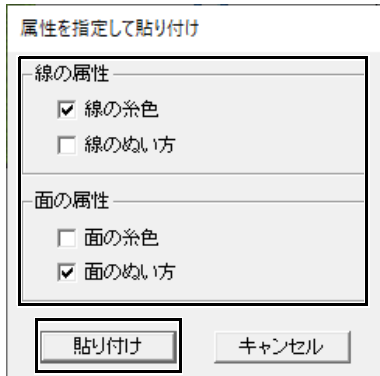 属性を指定して貼り付け
線の属性
線の糸色
線のぬい方
面の属性
面の糸色
面のぬい方
貼り付け
キャンセル